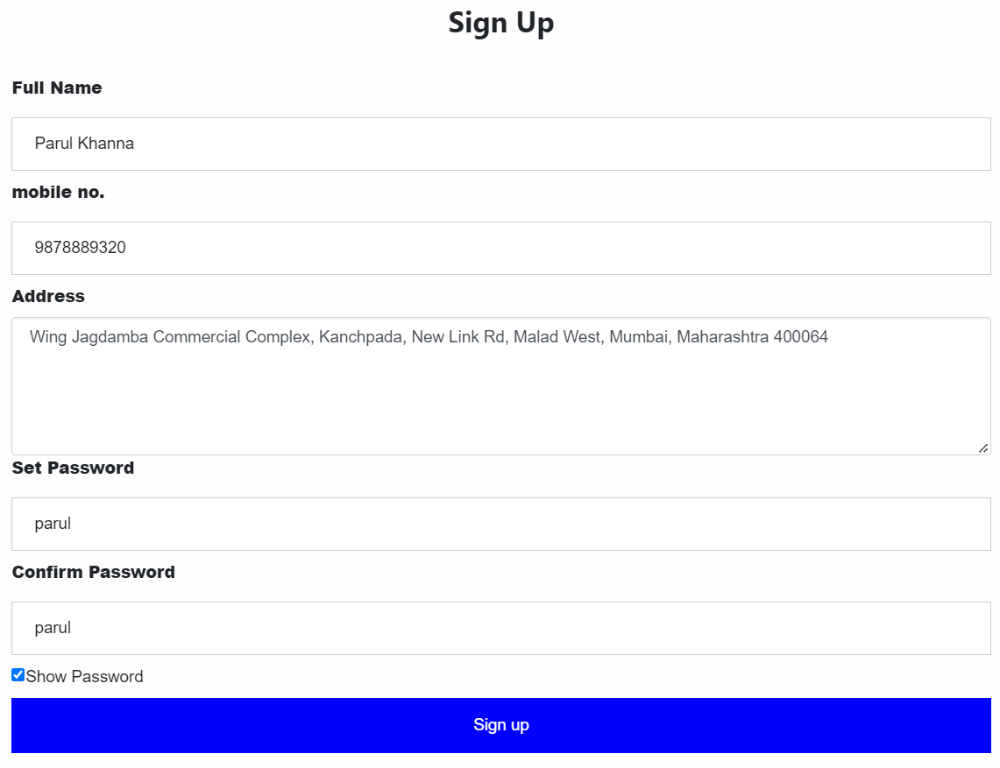 Sign Up
Full Name
Parul Khanna
mobile no.
9878889320
Address
Wing Jagdamba Commercial Complex, Kanchpada, New Link Rd, Malad West, Mumbai, Maharashtra 400064
Set Password
parul
Confirm Password
parul
Show Password
Sign up